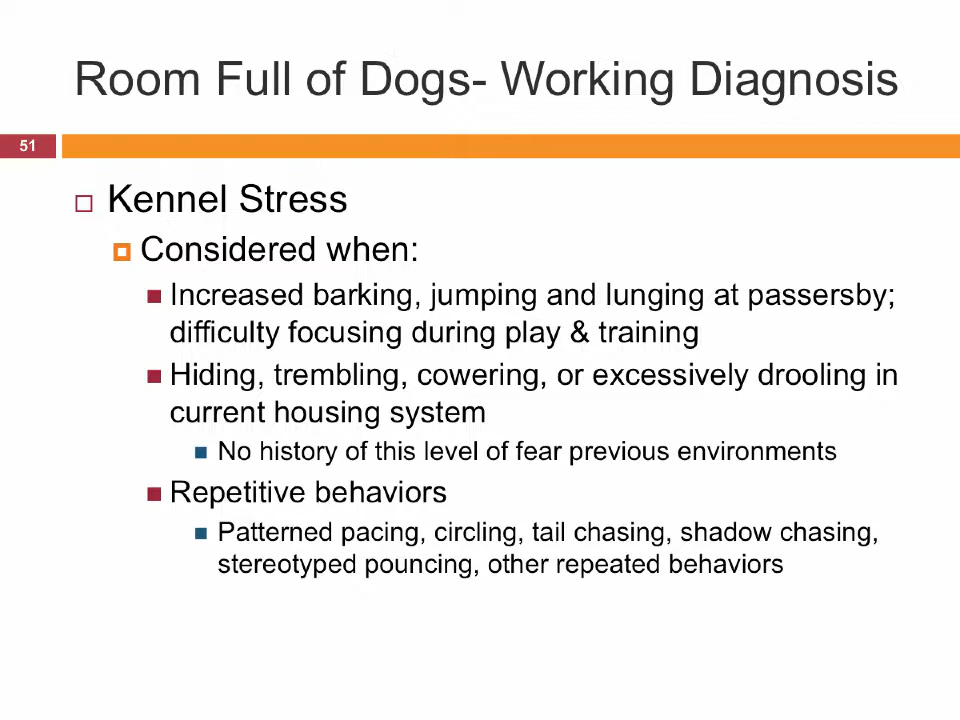 Room Full of Dogs- Working Diagnosis
51
Kennel Stress
Considered when:
Increased barking, jumping and lunging at passersby;
difficulty focusing during play & training
Hiding, trembling, cowering, or excessively drooling in
current housing system
No history of this level of fear previous environments
Repetitive behaviors
Patterned pacing, circling, tail chasing, shadow chasing,
stereotyped pouncing, other repeated behaviors